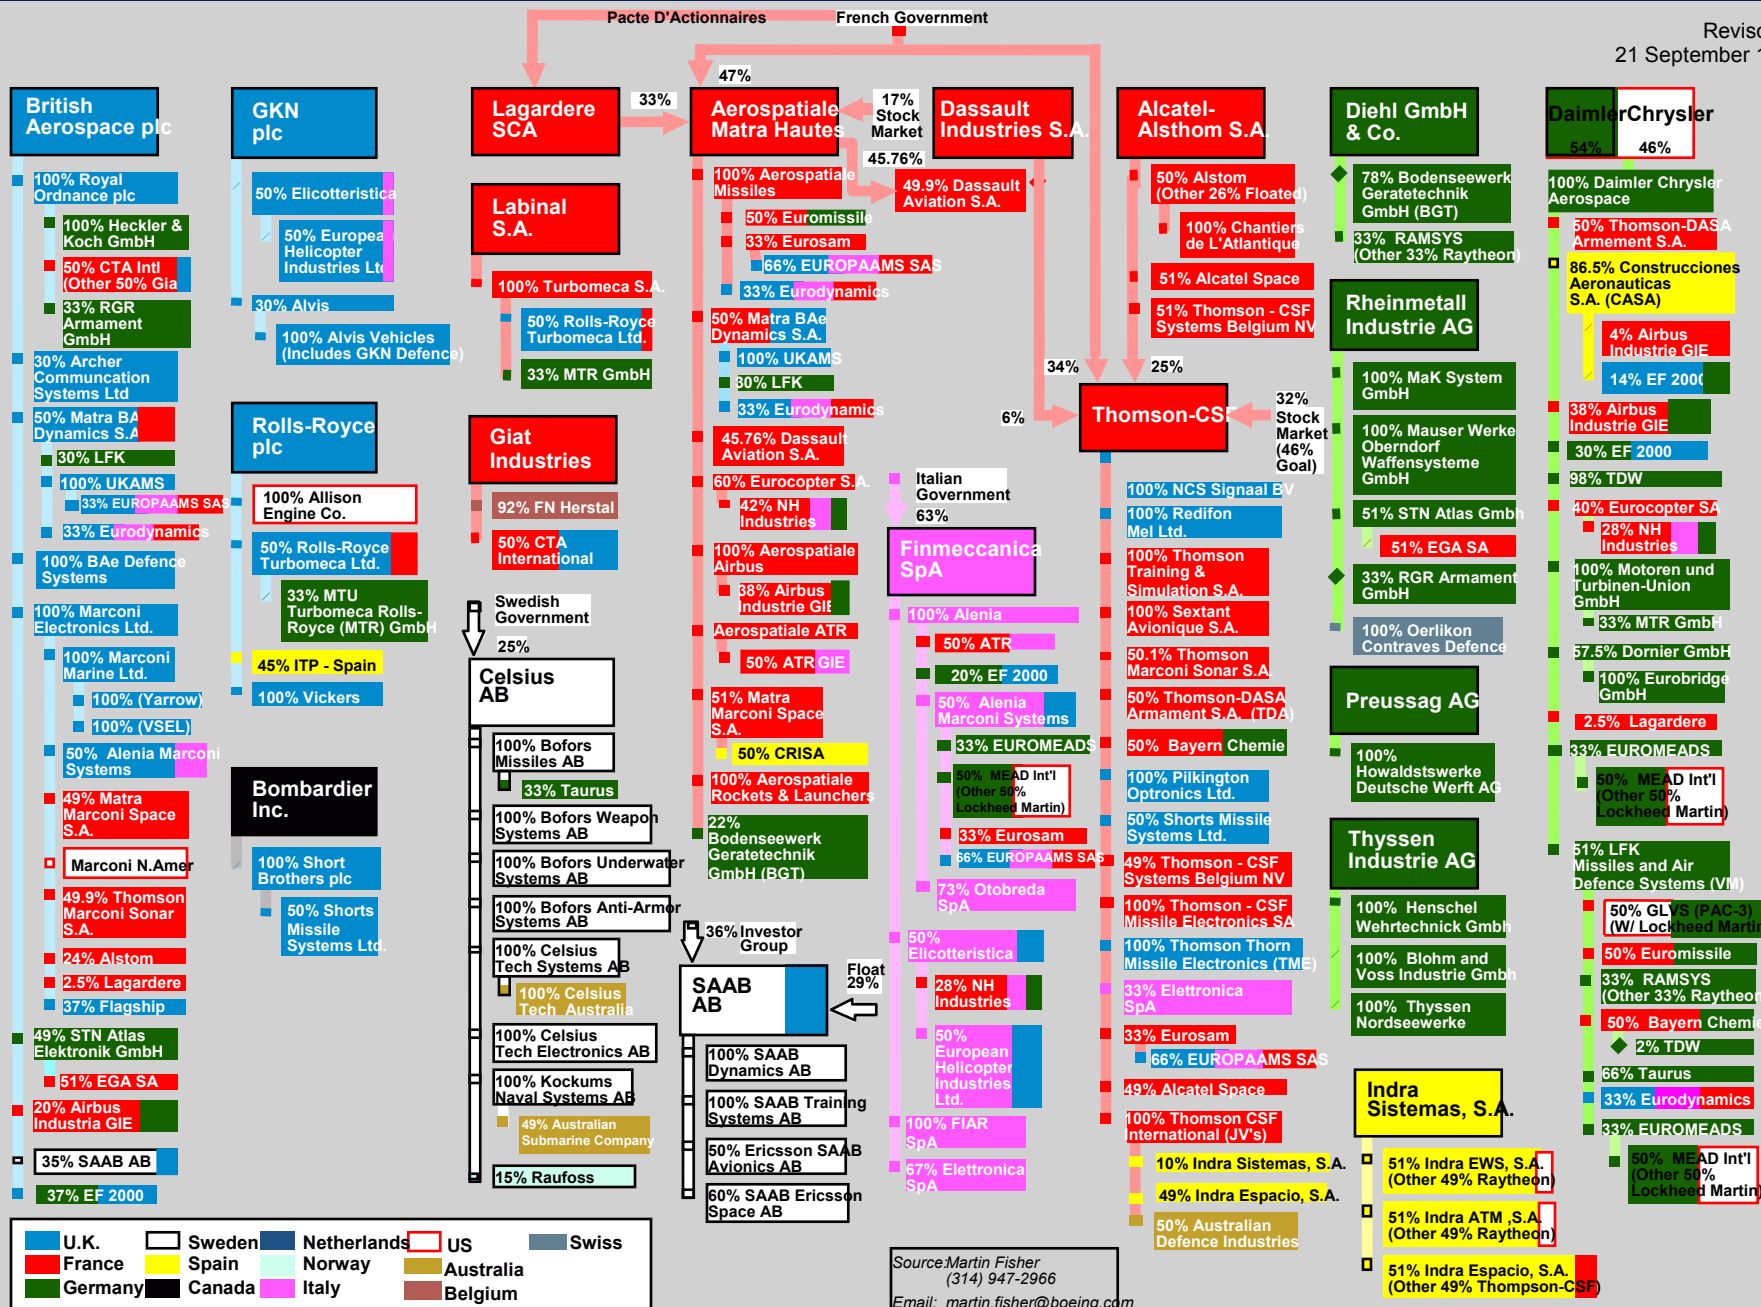 Pacte D'Actionnaires
French Government
21 September
47%
33%
17%
Stock
Market
45.76%
British
Aerospace plc
100% Royal
Ordnance plc
100% Heckler &
Koch GmbH
50% CTA Intl
(Other 50% Gia
33% RGR
Armament
GmbH
30% Archer
Communcation
Systems Ltd
50% Matra BA
Dynamics S.A
30% LFK
100% UKAMS
33% EUROPAAMS SAS
33% Eurodynamics
100% BAe Defence
Systems
100% Marconi
Electronics Ltd.
100% Marconi
Marine Ltd.
100% (Yarrow)
100% (VSEL)
50% Alenia Marconi
Systems
49% Matra
Marconi Space
S.A.
Marconi N.Amer
49.9% Thomson
Marconi Sonar
S.A.
24% Alstom
2.5% Lagardere
37% Flagship
49% STN Atlas
Elektronik GmbH
51% EGA SA
20% Airbus
Industria GIE
35% SAAB AB
37% EF 2000
GKN
plc
50% Elicotteristica
50% Europea
Helicopter
Industries Ltd
30% Alvis
100% Alvis Vehicles
(Includes GKN Defence)
Rolls-Royce
plc
100% Allison
Engine Co.
50% Rolls-Royce
Turbomeca Ltd.
33% MTU
Turbomeca Rolls-
Royce (MTR) GmbH
45% ITP - Spain
100% Vickers
Bombardier
Inc.
100% Short
Brothers plc
50% Shorts
Missile
Systems Ltd.
Lagardere
SCA
Labinal
S.A.
100% Turbomeca S.A.
50% Rolls-Royce
Turbomeca Ltd.
33% MTR GmbH
Giat
Industries
92% FN Herstal
50% CTA
International
Swedish
Government
25%
Celsius
AB
100% Bofors
Missiles AB
33% Taurus
100% Bofors Weapon
Systems AB
100% Bofors Underwater
Systems AB
100% Bofors Anti-Armor
Systems AB
100% Celsius
Tech Systems AB
100% Celsius
Tech Australia
100% Celsius
Tech Electronics AB
100% Kockums
Naval Systems AB
49% Australian
Submarine Company
15% Raufoss
Aerospatiale
Matra Hautes
100% Aerospatiale
Missiles
50% Euromissile
33% Eurosam
66% EUROPAAMS SAS
33% Eurodynamics
50% Matra BAe
Dynamics S.A.
100% UKAMS
30% LFK
33% Eurodynamics
45.76% Dassault
Aviation S.A.
60% Eurocopter S.A.
42% NH
Industries
100% Aerospatiale
Airbus
38% Airbus
Industrie GIE
Aerospatiale ATR
50% ATR GIE
51% Matra
Marconi Space
S.A.
50% CRISA
100% Aerospatiale
Rockets & Launchers
22%
Bodenseewerk
Geratetechnik
GmbH (BGT)
36% Investor
Group
SAAB
AB
Float
29%
100% SAAB
Dynamics AB
100% SAAB Training
Systems AB
50% Ericsson SAAB
Avionics AB
60% SAAB Ericsson
Space AB
Dassault
Industries S.A.
49.9% Dassault
Aviation S.A.
6%
34%
25%
Italian
Government
63%
Finmeccanica
SpA
100% Alenia
50% ATR
20% EF 2000
50% Alenia
Marconi Systems
33% EUROMEADS
50% MEAD Int'l
(Other 50%
Lockheed Martin)
33% Eurosam
66% EUROPAAMS SAS
73% Otobreda
SpA
50%
Elicotteristica
28% NH
Industries
50%
European
Helicopter
Industries
Ltd.
100% FIAR
SpA
67% Elettronica
SpA
Alcatel-
Alsthom S.A.
50% Alstom
(Other 26% Floated)
100% Chantiers
de L'Atlantique
51% Alcatel Space
51% Thomson - CSF
Systems Belgium NV
Thomson-CSF
32%
Stock
Market
(46%
Goal)
100% NCS Signaal BV
100% Redifon
Mel Ltd.
100% Thomson
Training &
Simulation S.A.
100% Sextant
Avionique S.A.
50.1% Thomson
Marconi Sonar S.A.
50% Thomson-DASA
Armament S.A. (TDA)
50% Bayern Chemie
100% Pilkington
Optronics Ltd.
50% Shorts Missile
Systems Ltd.
49% Thomson - CSF
Systems Belgium NV
100% Thomson - CSF
Missile Electronics SA
100% Thomson Thorn
Missile Electronics (TME)
33% Elettronica
SpA
33% Eurosam
66% EUROPAAMS SAS
49% Alcatel Space
100% Thomson CSF
International (JV's)
10% Indra Sistemas, S.A.
49% Indra Espacio, S.A.
50% Australian
Defence Industries
Diehl GmbH
& Co.
78% Bodenseewerk
Geratetechnik
GmbH (BGT)
33% RAMSYS
(Other 33% Raytheon)
Rheinmetall
Industrie AG
100% MaK System
GmbH
100% Mauser Werke
Oberndorf
Waffensysteme
GmbH
51% STN Atlas Gmbh
51% EGA SA
33% RGR Armament
GmbH
100% Oerlikon
Contraves Defence
Preussag AG
100%
Howaldstswerke
Deutsche Werft AG
Thyssen
Industrie AG
100% Henschel
Wehrtechnick Gmbh
100% Blohm and
Voss Industrie Gmbh
100% Thyssen
Nordseewerke
Indra
Sistemas, S.A.
51% Indra EWS, S.A.
(Other 49% Raytheon)
51% Indra ATM ,S.A.
(Other 49% Raytheon)
51% Indra Espacio, S.A.
(Other 49% Thompson-CSF)
DaimlerChrysler
54% 46%
100% Daimler Chrysler
Aerospace
50% Thomson-DASA
Armement S.A.
86.5% Construcciones
Aeronauticas
S.A. (CASA)
4% Airbus
Industrie GIE
14% EF 2000
38% Airbus
Industrie GIE
30% EF 2000
98% TDW
40% Eurocopter SA
28% NH
Industries
100% Motoren und
Turbinen-Union
GmbH
33% MTR GmbH
57.5% Dornier GmbH
100% Eurobridge
GmbH
2.5% Lagardere
33% EUROMEADS
50% MEAD Int'l
(Other 50%
Lockheed Martin)
51% LFK
Missiles and Air
Defence Systems (VM)
50% GLVS (PAC-3)
(W/ Lockheed Martin
50% Euromissile
33% RAMSYS
(Other 33% Raytheon
50% Bayern Chemie
2% TDW
66% Taurus
33% Eurodynamics
33% EUROMEADS
50% MEAD Int'l
(Other 50%
Lockheed Martin)
U.K.
Sweden
Netherlands
US
Swiss
France
Spain
Norway
Australia
Germany
Canada
Italy
Belgium
Source:Martin Fisher
(314) 947-2966
Email: martin.fisher@boeing.com